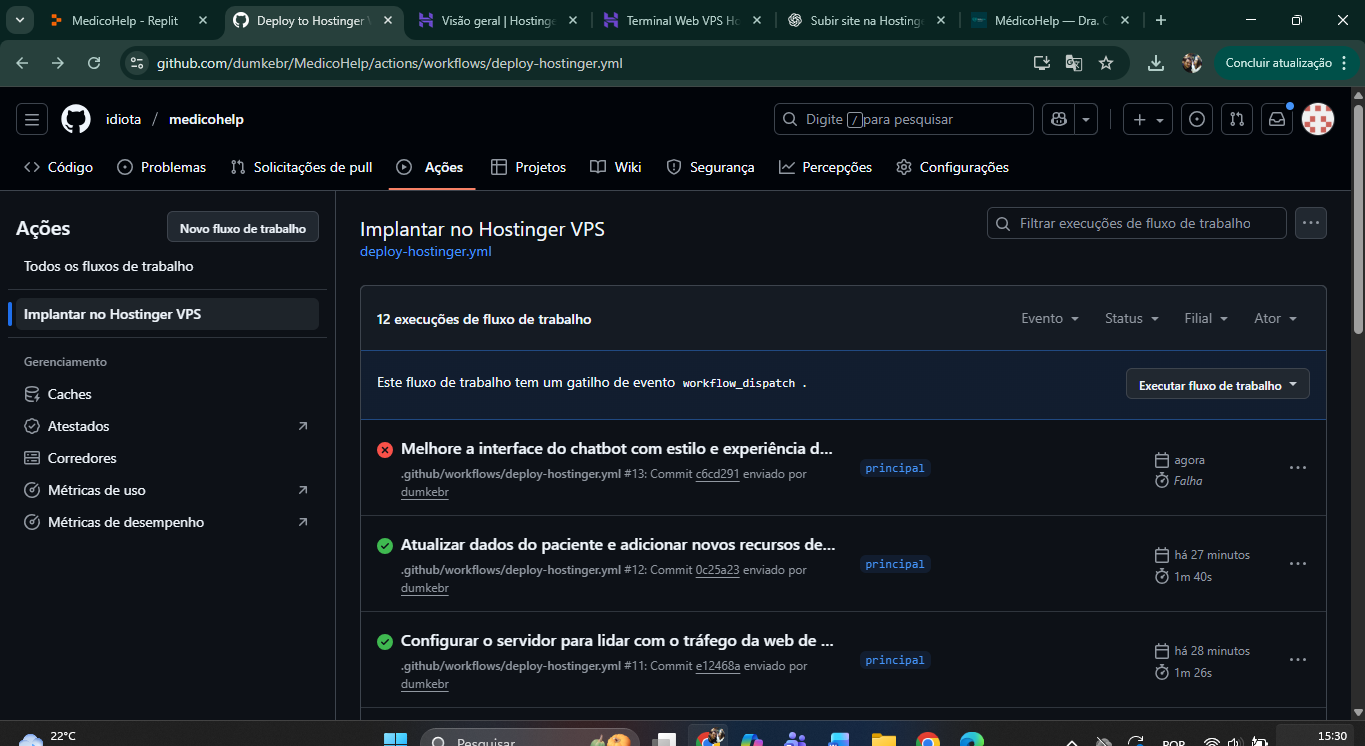 MedicoHelp - Replit
Deploy to Hostinger V
Visão geral | Hostinge
Terminal Web VPS Ho
Subir site na Hostinge
MédicoHelp — Dra. C
github.com/dumkebr/MedicoHelp/actions/workflows/deploy-hostinger.yml
Concluir atualização
idiota / medicohelp
Digite / para pesquisar
Código
Problemas
Solicitações de pull
Ações
Projetos
Wiki
Segurança
Percepções
Configurações
Ações
Novo fluxo de trabalho
Todos os fluxos de trabalho
Implantar no Hostinger VPS
Gerenciamento
Caches
Atestados
Corredores
Métricas de uso
Métricas de desempenho
Implantar no Hostinger VPS
deploy-hostinger.yml
Filtrar execuções de fluxo de trabalho
12 execuções de fluxo de trabalho
Evento
Status
Filial
Ator
Este fluxo de trabalho tem um gatilho de evento workflow_dispatch .
Executar fluxo de trabalho
Melhore a interface do chatbot com estilo e experiência d...
.github/workflows/deploy-hostinger.yml #13: Commit c6cd291 enviado por
dumkebr
principal
agora
Falha
Atualizar dados do paciente e adicionar novos recursos de...
.github/workflows/deploy-hostinger.yml #12: Commit 0c25a23 enviado por
dumkebr
principal
há 27 minutos
1m 40s
Configurar o servidor para lidar com o tráfego da web de ...
.github/workflows/deploy-hostinger.yml #11: Commit e12468a enviado por
dumkebr
principal
há 28 minutos
1m 26s
22°C
Pesquisar
POR
15:30